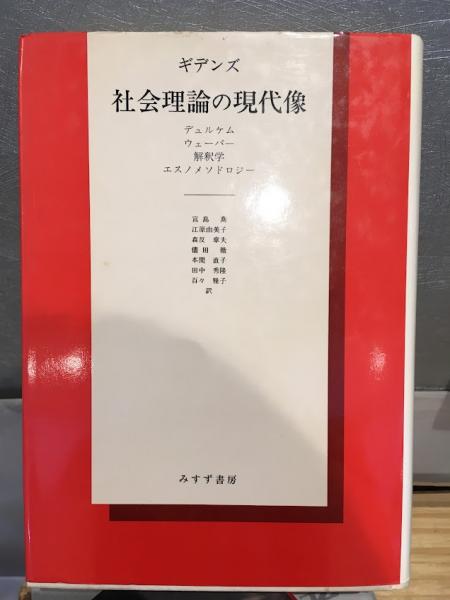 ギデンズ
社会理論の現代像
デュルケム
ウェーバー
解釈学
エスノメソドロジー
宮島 喬
江原由美子
森反 章夫
儘田 徹
本間 直子
田中 秀隆
百々 雅子
訳
みすず書房